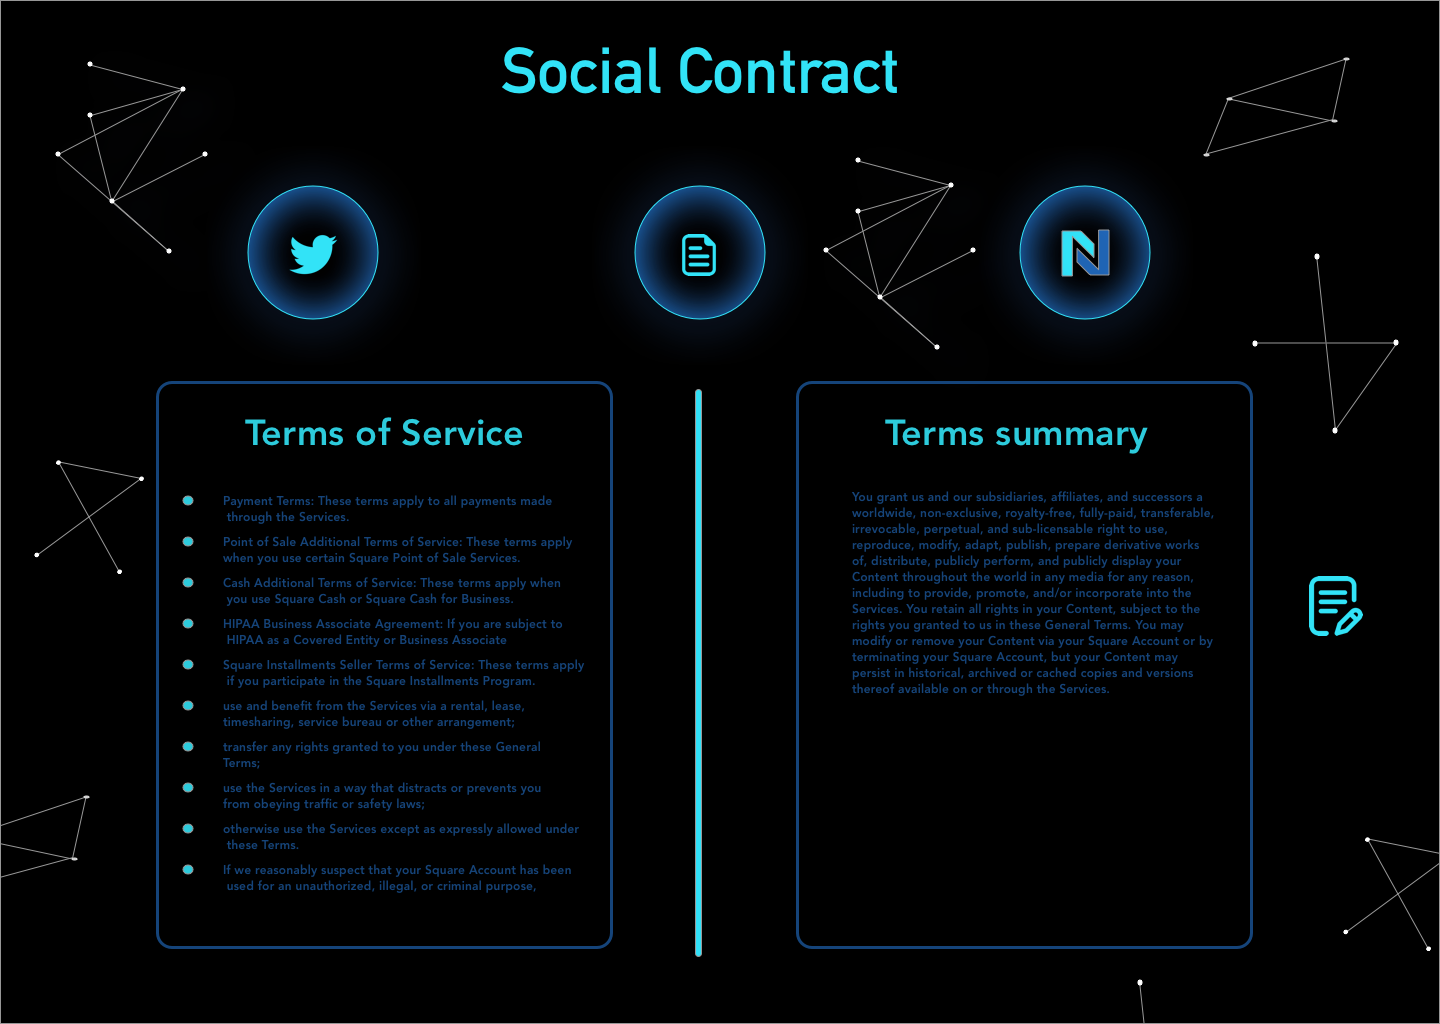 Social Contract
N
Terms of Service
Payment Terms: These terms apply to all payments made
through the Services.
Point of Sale Additional Terms of Service: These terms apply
when you use certain Square Point of Sale Services.
Cash Additional Terms of Service: These terms apply when
you use Square Cash or Square Cash for Business.
HIPAA Business Associate Agreement: If you are subject to
HIPAA as a Covered Entity or Business Associate
Square Installments Seller Terms of Service: These terms apply
if you participate in the Square Installments Program.
use and benefit from the Services via a rental, lease,
timesharing, service bureau or other arrangement;
transfer any rights granted to you under these General
Terms;
use the Services in a way that distracts or prevents you
from obeying traffic or safety laws;
otherwise use the Services except as expressly allowed under
these Terms.
If we reasonably suspect that your Square Account has been
used for an unauthorized, illegal, or criminal purpose,
Terms summary
You grant us and our subsidiaries, affiliates, and successors a
worldwide, non-exclusive, royalty-free, fully-paid, transferable,
irrevocable, perpetual, and sub-licensable right to use,
reproduce, modify, adapt, publish, prepare derivative works
of, distribute, publicly perform, and publicly display your
Content throughout the world in any media for any reason,
including to provide, promote, and/or incorporate into the
Services. You retain all rights in your Content, subject to the
rights you granted to us in these General Terms. You may
modify or remove your Content via your Square Account or by
terminating your Square Account, but your Content may
persist in historical, archived or cached copies and versions
thereof available on or through the Services.